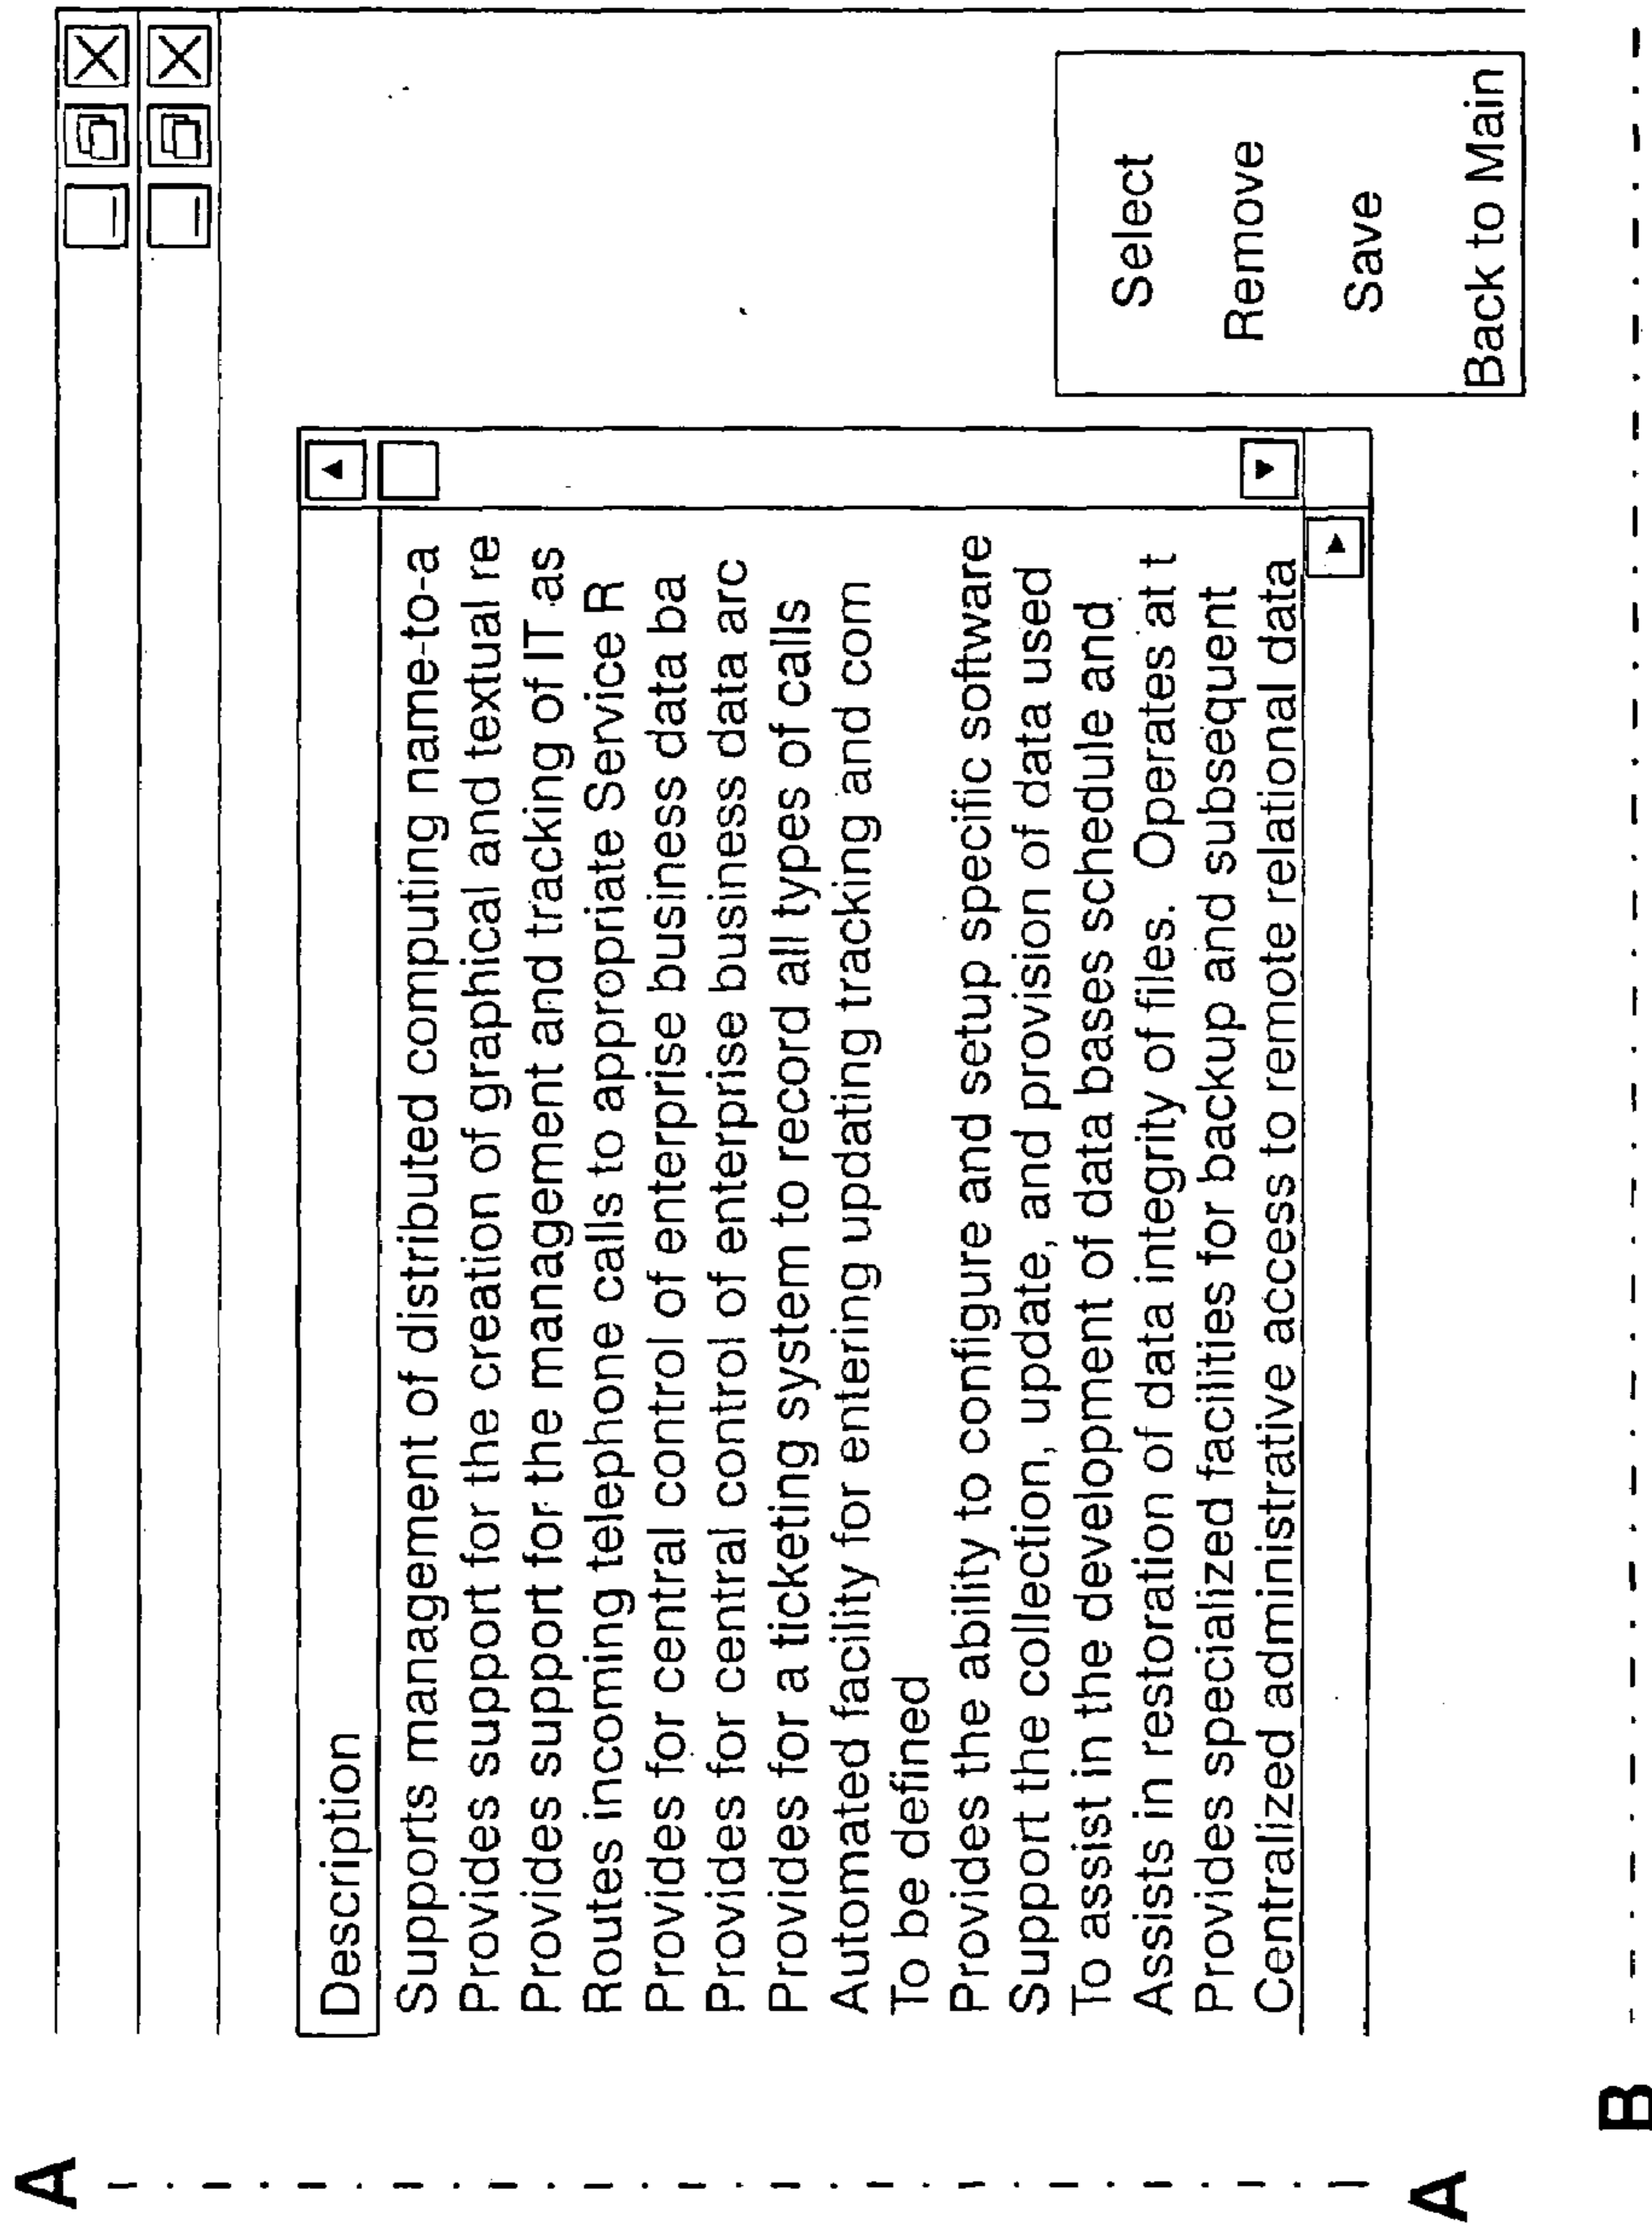 A
Description
Supports management of distributed computing name-to-a
Provides support for the creation of graphical and textual re
Provides support for the management and tracking of IT as
Routes incoming telephone calls to appropriate Service R
Provides for central control of enterprise business data ba
Provides for central control of enterprise business data arc
Provides for a ticketing system to record all types of calls
Automated facility for entering updating tracking and com
To be defined
Provides the ability to configure and setup specific software
Support the collection, update, and provision of data used
To assist in the development of data bases schedule and
Assists in restoration of data integrity of files. Operates at t
Provides specialized facilities for backup and subsequent
Centralized administrative access to remote relational data
Select
Remove
Save
Back to Main
A
B